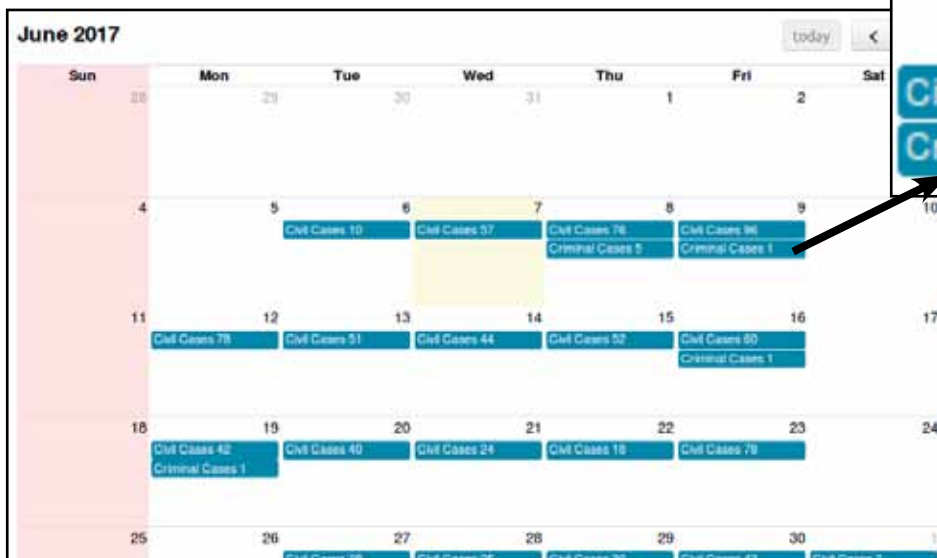 June 2017 today <
Sun Mon Tue Wed Thu Fri Sat
28 29 30 31 1 2
4 5 6 7 8 9 10
Civil Cases 10 Civil Cases 57 Civil Cases 76 Civil Cases 96
Criminal Cases 5 Criminal Cases 1
11 12 13 14 15 16 17
Civil Cases 78 Civil Cases 51 Civil Cases 44 Civil Cases 52 Civil Cases 60
Criminal Cases 1
18 19 20 21 22 23 24
Civil Cases 42 Civil Cases 40 Civil Cases 24 Civil Cases 18 Civil Cases 78
Criminal Cases 1
25 26 27 28 29 30 1
Ci
Cr